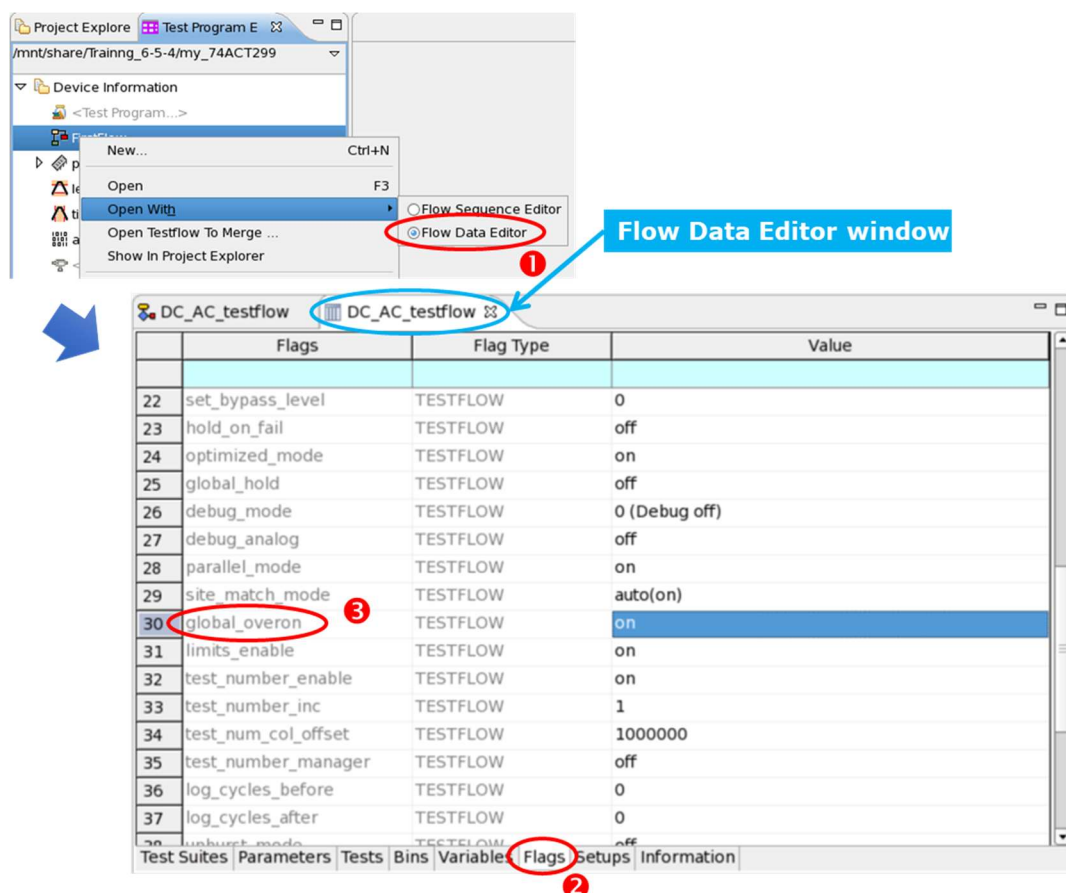 Project Explore Test Program E
/mnt/share/Trainng_6-5-4/my_74ACT299
Device Information
<Test Program...>
New... Ctrl+N
Open F3
Open With
Open Testflow To Merge ...
Show In Project Explorer
Flow Sequence Editor
Flow Data Editor
1
Flow Data Editor window
DC_AC_testflow DC_AC_testflow
Flags Flag Type Value
22 set_bypass_level TESTFLOW 0
23 hold_on_fail TESTFLOW off
24 optimized_mode TESTFLOW on
25 global_hold TESTFLOW off
26 debug_mode TESTFLOW 0 (Debug off)
27 debug_analog TESTFLOW off
28 parallel_mode TESTFLOW on
29 site_match_mode TESTFLOW auto(on)
3
30 global_overon TESTFLOW on
31 limits_enable TESTFLOW on
32 test_number_enable TESTFLOW on
33 test_number_inc TESTFLOW 1
34 test_num_col_offset TESTFLOW 1000000
35 test_number_manager TESTFLOW off
36 log_cycles_before TESTFLOW 0
37 log_cycles_after TESTFLOW 0
Test Suites Parameters Tests Bins Variables Flags Setups Information
2